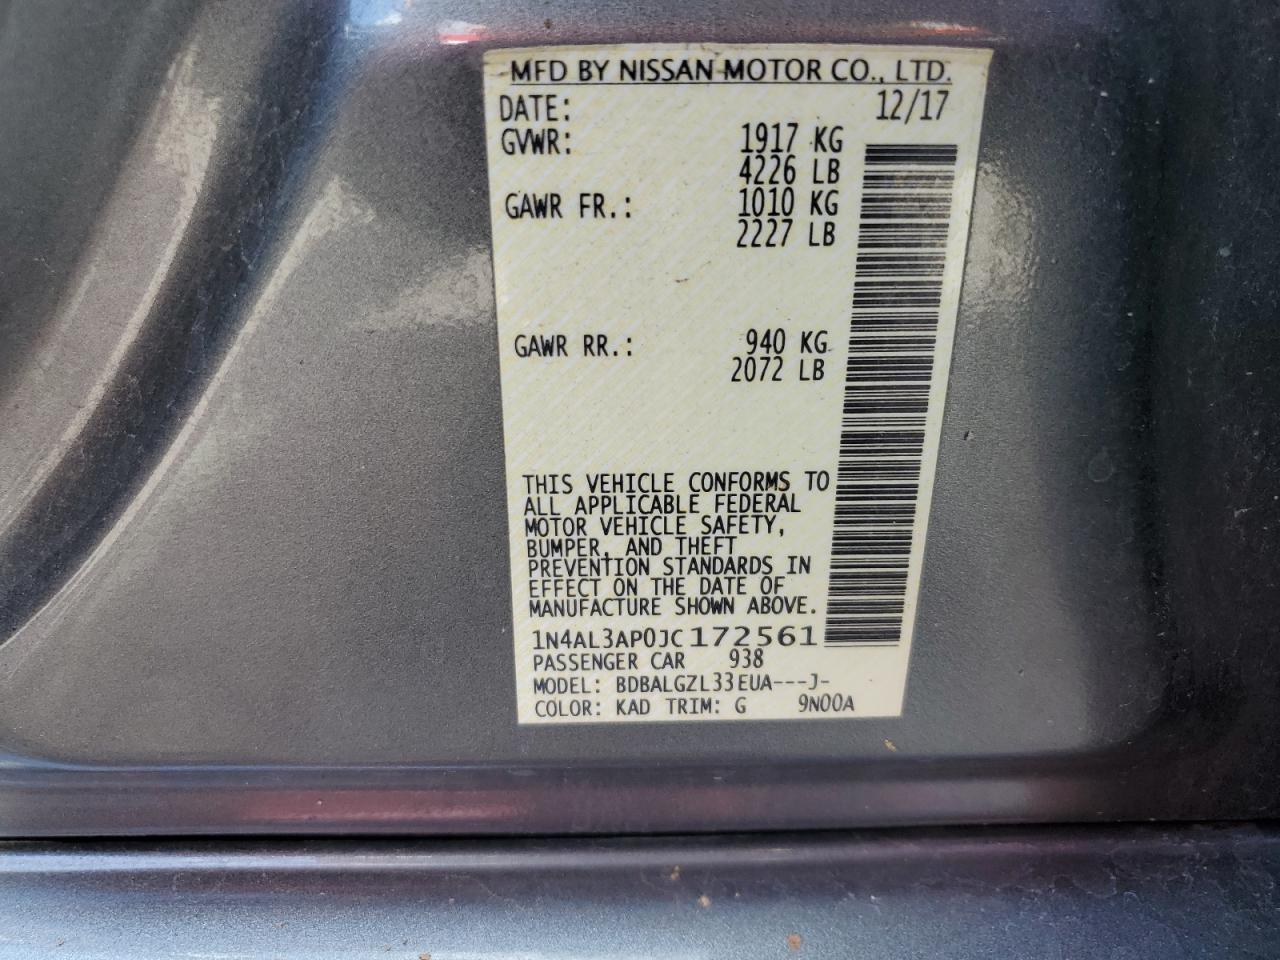 MFD BY NISSAN MOTOR CO., LTD.
DATE: 12/17
GVWR: 1917 KG
4226 LB
GAWR FR.: 1010 KG
2227 LB
GAWR RR.: 940 KG
2072 LB
THIS VEHICLE CONFORMS TO
ALL APPLICABLE FEDERAL
MOTOR VEHICLE SAFETY,
BUMPER, AND THEFT
PREVENTION STANDARDS IN
EFFECT ON THE DATE OF
MANUFACTURE SHOWN ABOVE.
1N4AL3AP0JC172561
PASSENGER CAR 938
MODEL: BDBALGZL33EUA---J-
COLOR: KAD TRIM: G 9N00A